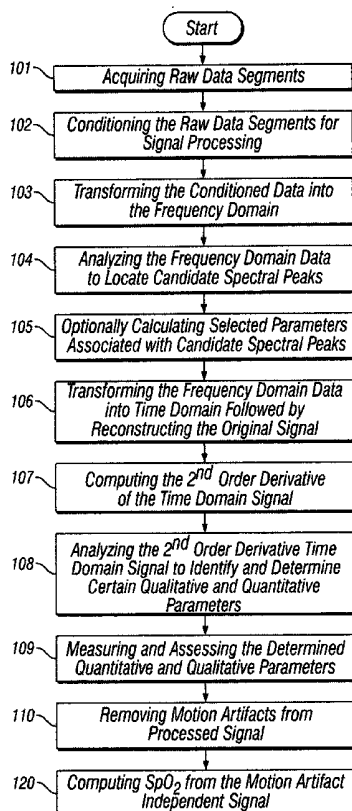 Start
101
Acquiring Raw Data Segments
102
Conditioning the Raw Data Segments for
Signal Processing
103
Transforming the Conditioned Data into
the Frequency Domain
104
Analyzing the Frequency Domain Data
to Locate Candidate Spectral Peaks
105
Optionally Calculating Selected Parameters
Associated with Candidate Spectral Peaks
106
Transforming the Frequency Domain Data
into Time Domain Followed by
Reconstructing the Original Signal
107
Computing the 2nd Order Derivative
of the Time Domain Signal
108
Analyzing the 2nd Order Derivative Time
Domain Signal to Identify and Determine
Certain Qualitative and Quantitative
Parameters
109
Measuring and Assessing the Determined
Quantitative and Qualitative Parameters
110
Removing Motion Artifacts from
Processed Signal
120
Computing SpO2 from the Motion Artifact
Independent Signal